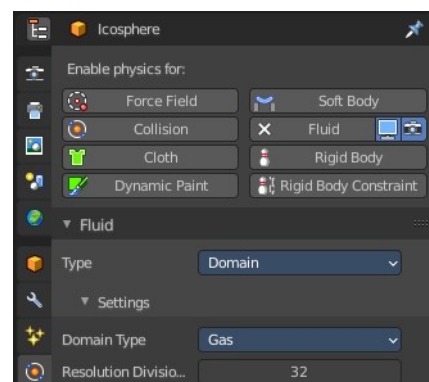 Icosphere
Enable physics for:
Force Field Soft Body
Collision Fluid
Cloth Rigid Body
Dynamic Paint Rigid Body Constraint
Fluid
Type Domain
Settings
Domain Type Gas
Resolution Divisio... 32